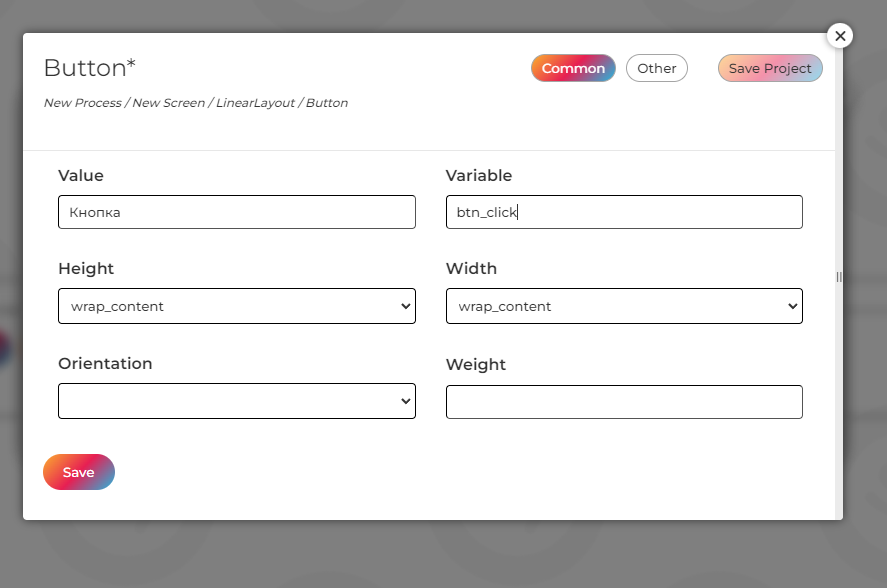 Button*
Common
Other
Save Project
New Process / New Screen / LinearLayout / Button
Value
Variable
Кнопка
btn_click
Height
Width
wrap_content
wrap_content
Orientation
Weight
Save